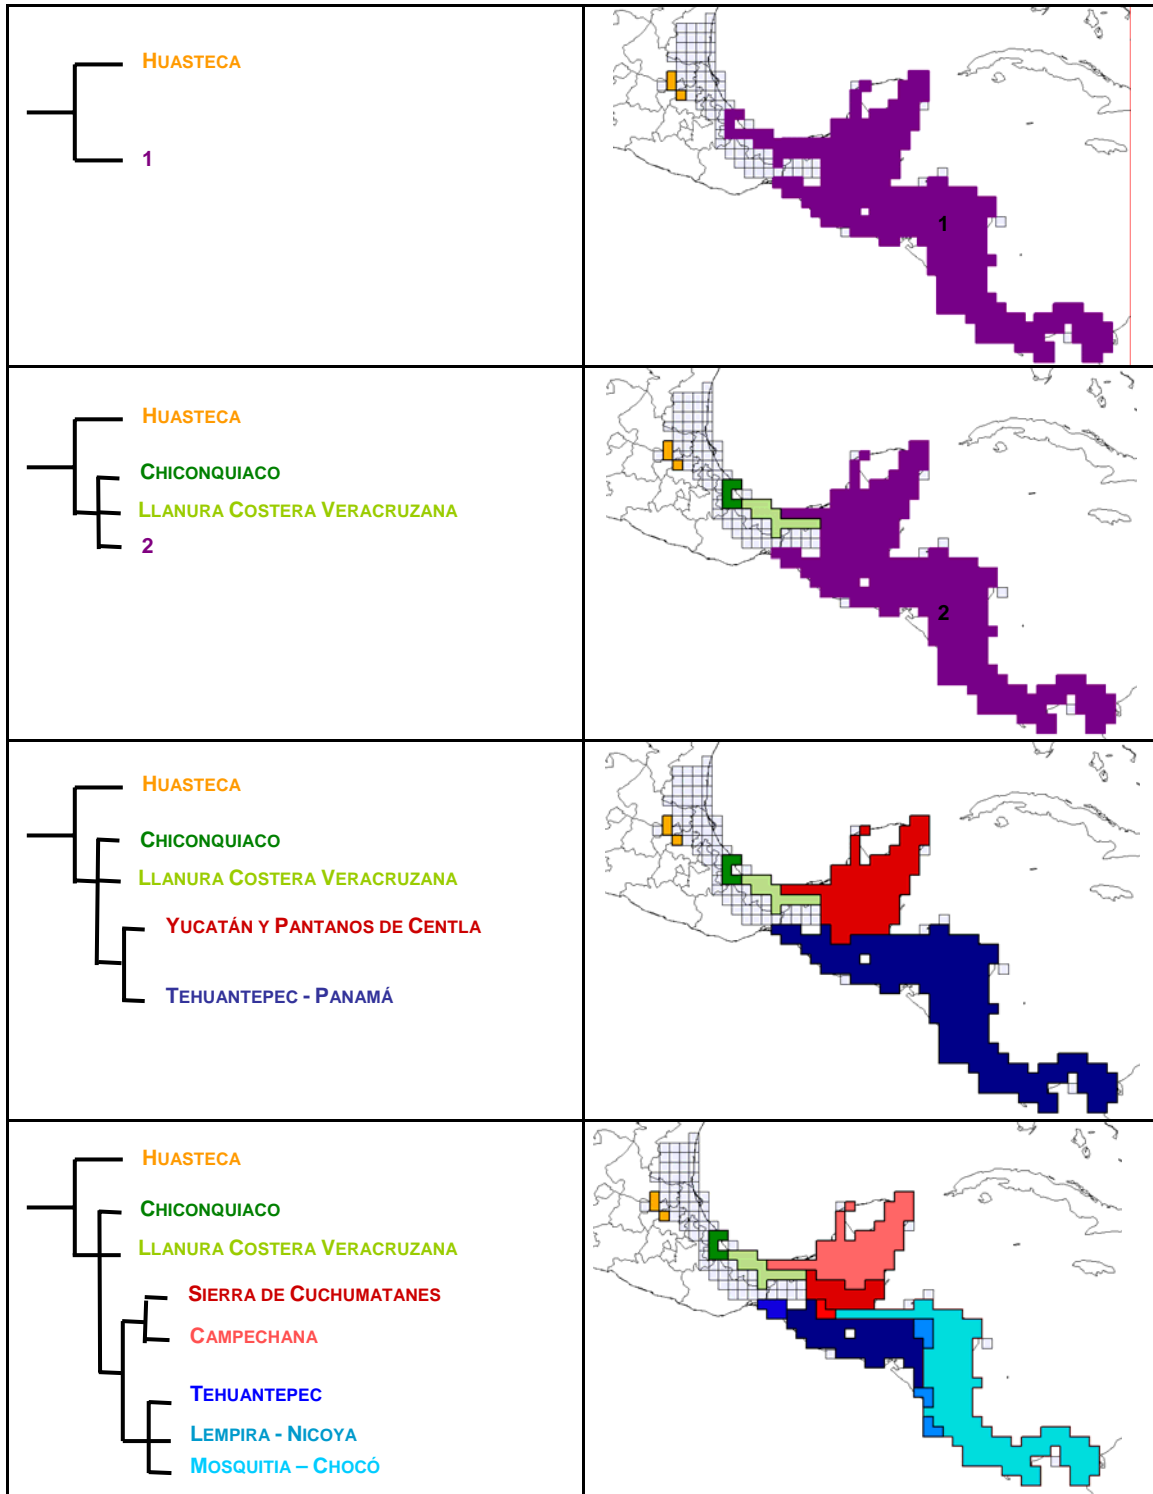 HUASTECA
1
1
HUASTECA
CHICONQUIACO
LLANURA COSTERA VERACRUZANA
2
2
HUASTECA
CHICONQUIACO
LLANURA COSTERA VERACRUZANA
YUCATÁN Y PANTANOS DE CENTLA
TEHUANTEPEC - PANAMÁ
HUASTECA
CHICONQUIACO
LLANURA COSTERA VERACRUZANA
SIERRA DE CUCHUMATANES
CAMPECHANA
TEHUANTEPEC
LEMPIRA - NICOYA
MOSQUITIA – CHOCÓ